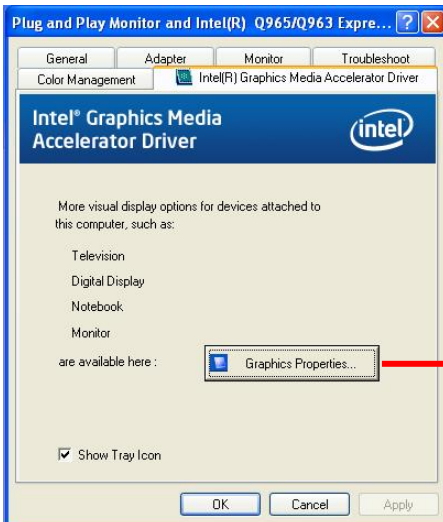 Plug and Play Monitor and Intel(R) Q965/Q963 Expre...
General Adapter Monitor Troubleshoot
Color Management Intel(R) Graphics Media Accelerator Driver
Intel® Graphics Media
Accelerator Driver
intel
More visual display options for devices attached to
this computer, such as:
Television
Digital Display
Notebook
Monitor
are available here : Graphics Properties...
Show Tray Icon
OK Cancel Apply